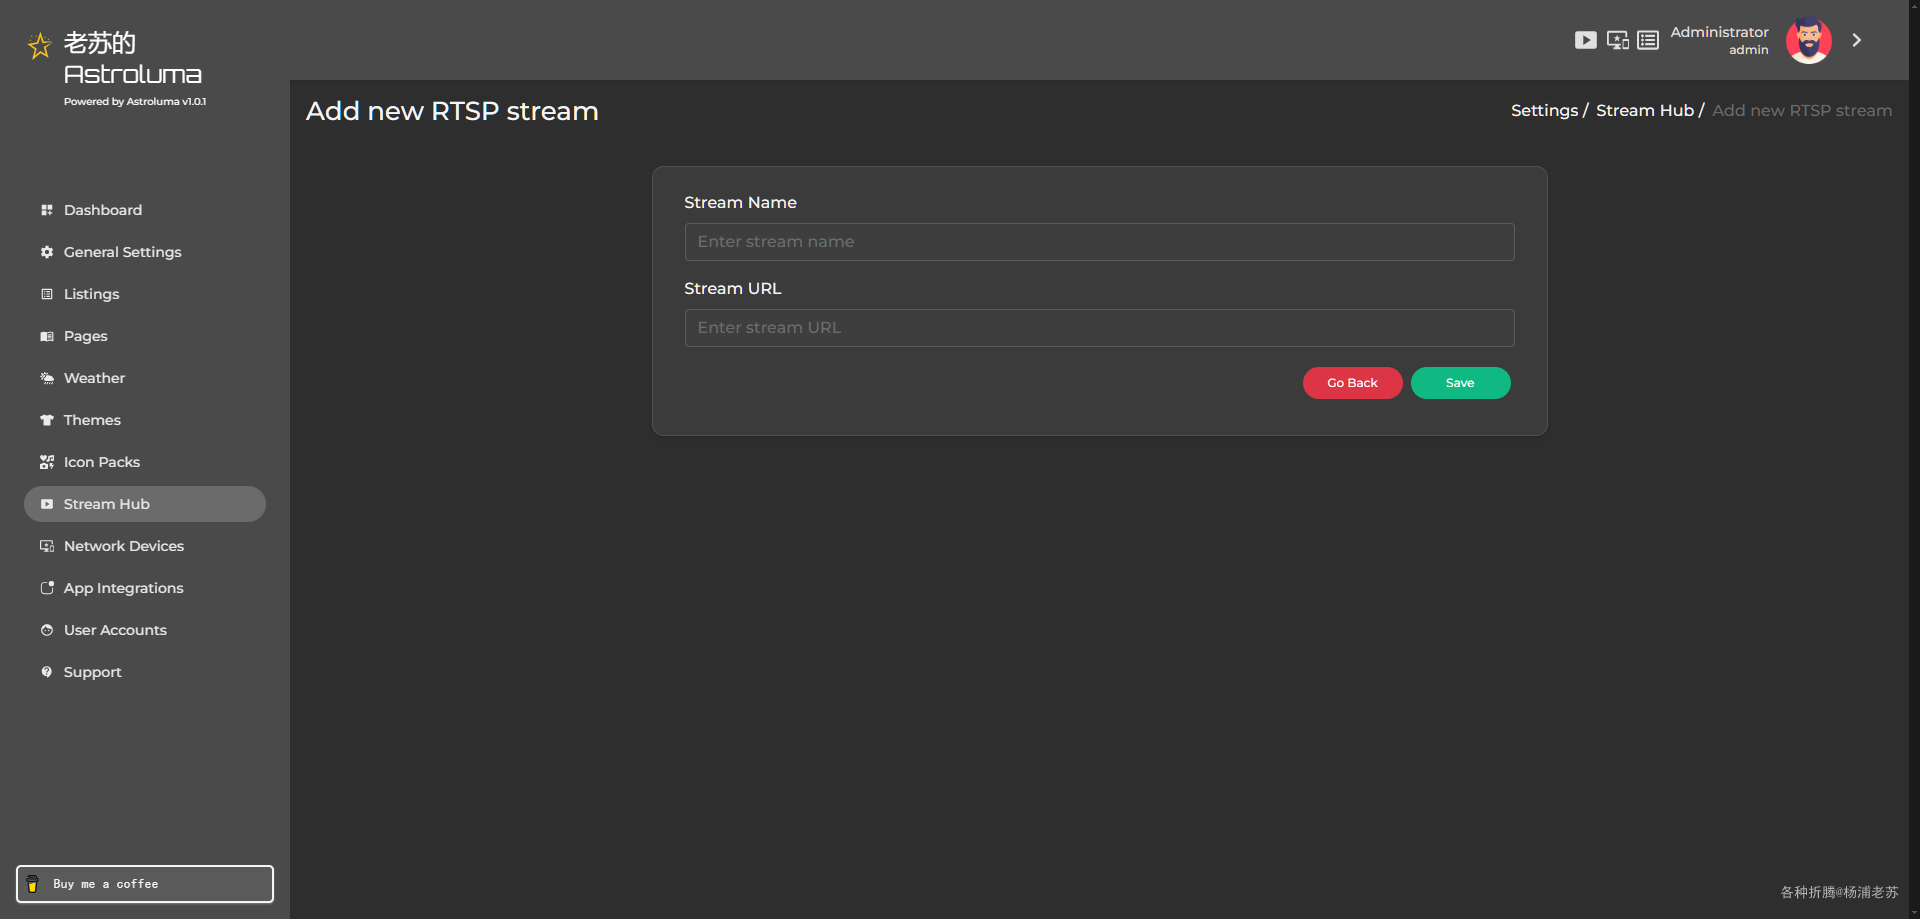 老苏的
Astroluma
Powered by Astroluma v1.0.1
Dashboard
General Settings
Listings
Pages
Weather
Themes
Icon Packs
Stream Hub
Network Devices
App Integrations
User Accounts
Support
Buy me a coffee
Administrator
admin
Add new RTSP stream
Settings / Stream Hub / Add new RTSP stream
Stream Name
Enter stream name
Stream URL
Enter stream URL
Go Back
Save
各种折腾@杨浦老苏